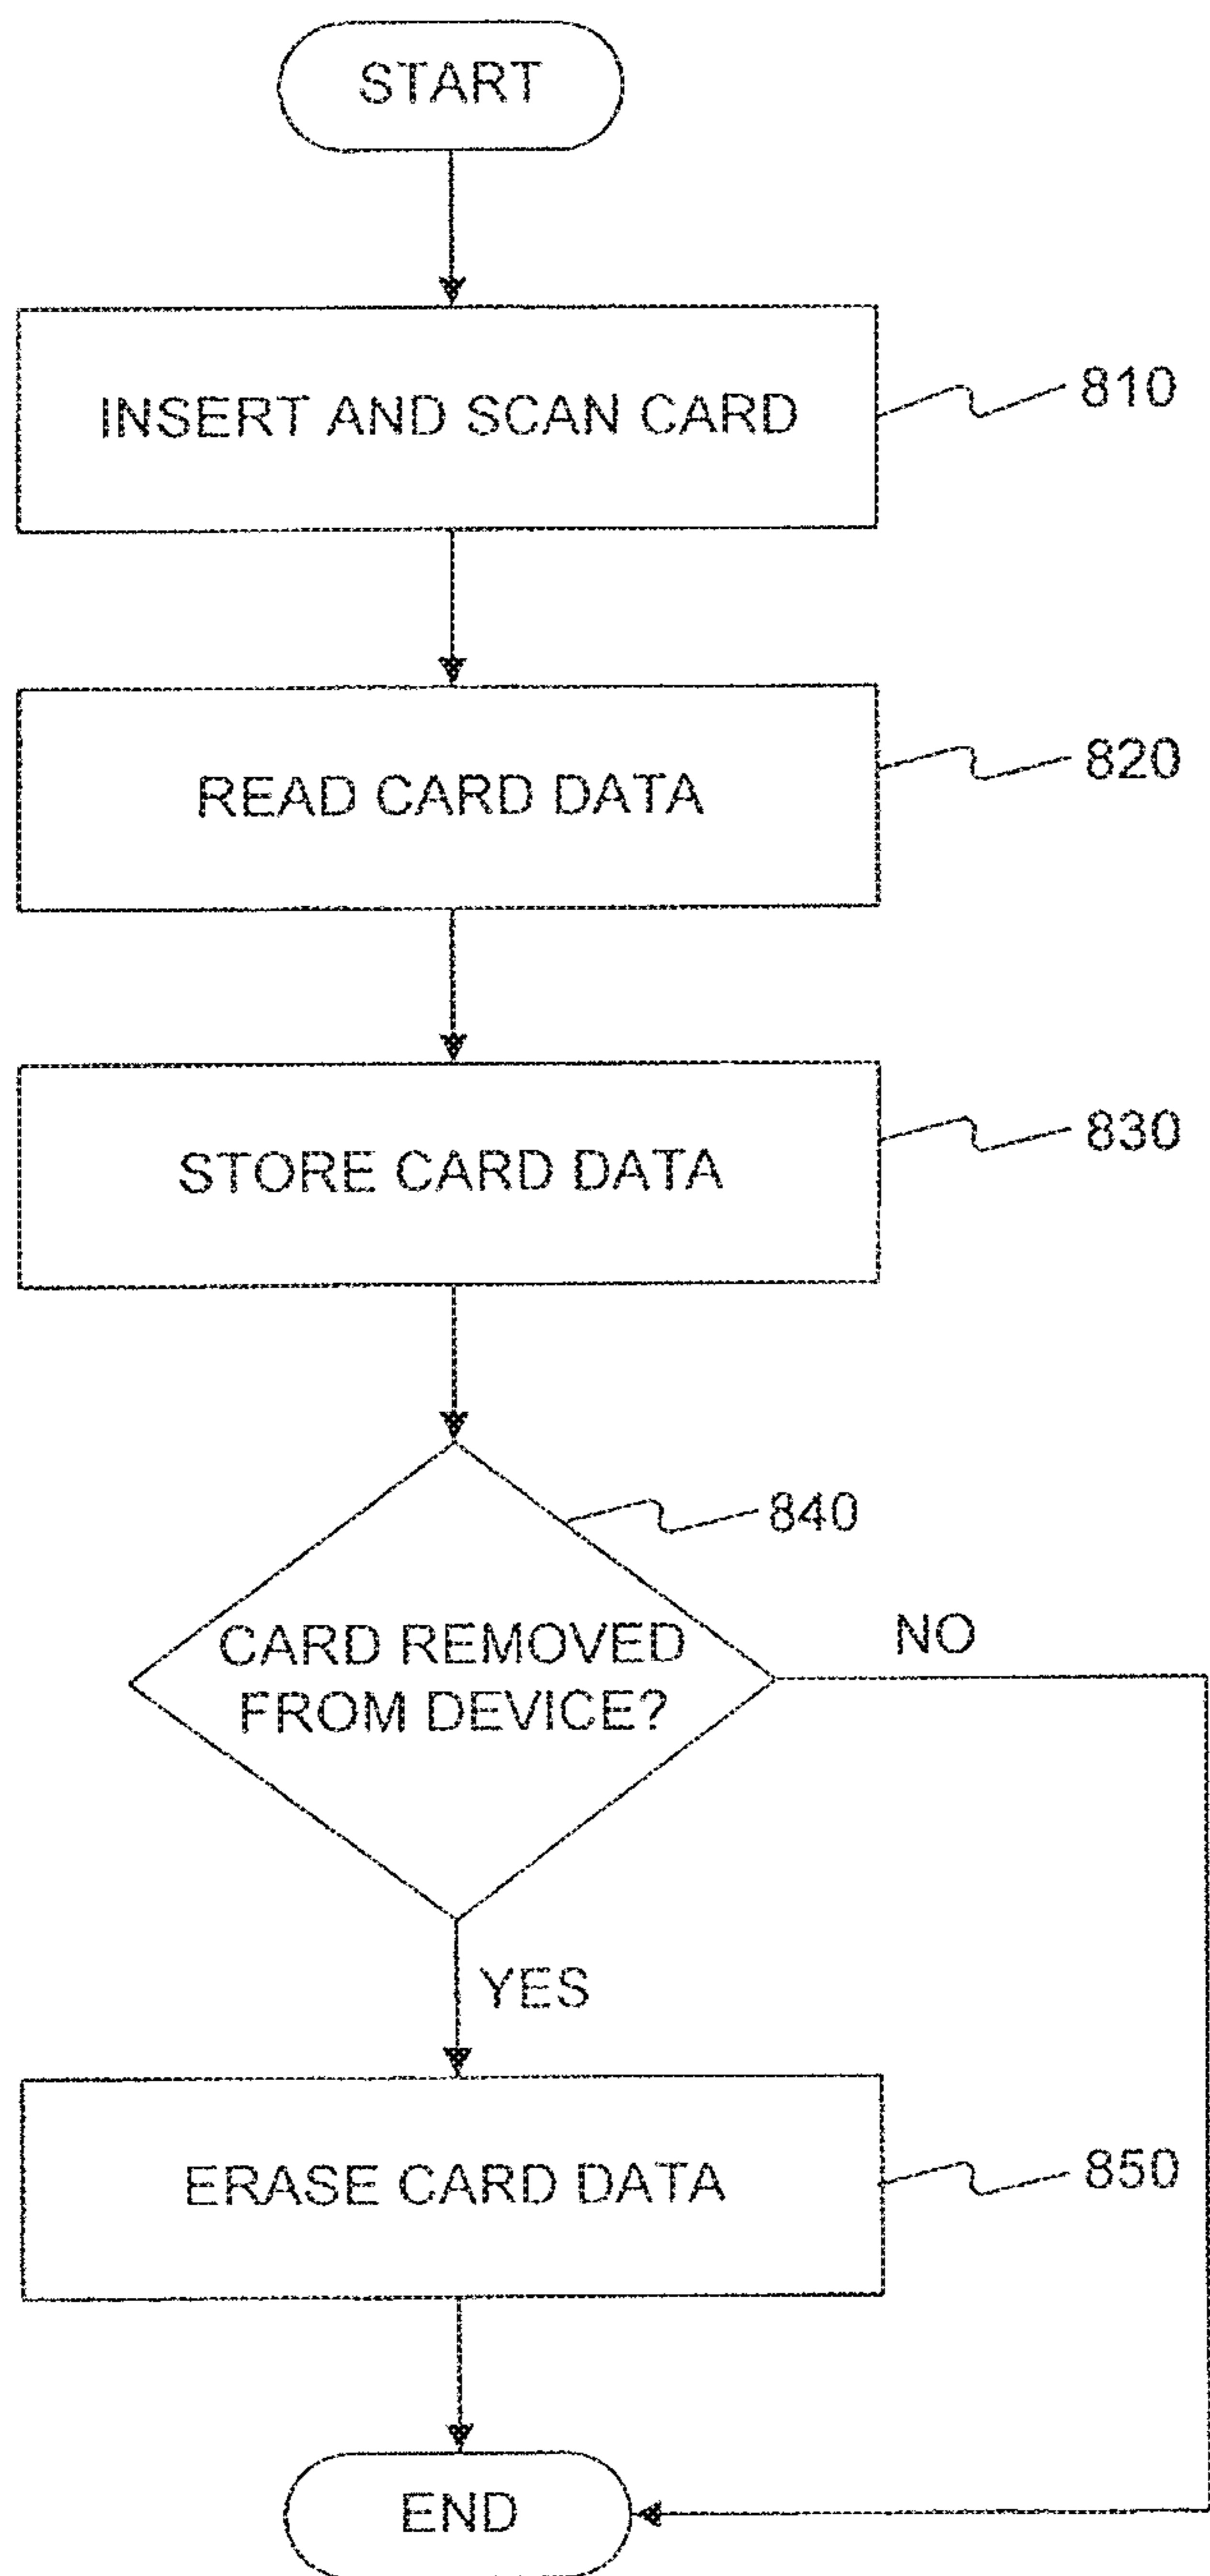 START
INSERT AND SCAN CARD
810
READ CARD DATA
820
STORE CARD DATA
830
840
CARD REMOVED
FROM DEVICE?
NO
YES
ERASE CARD DATA
850
END